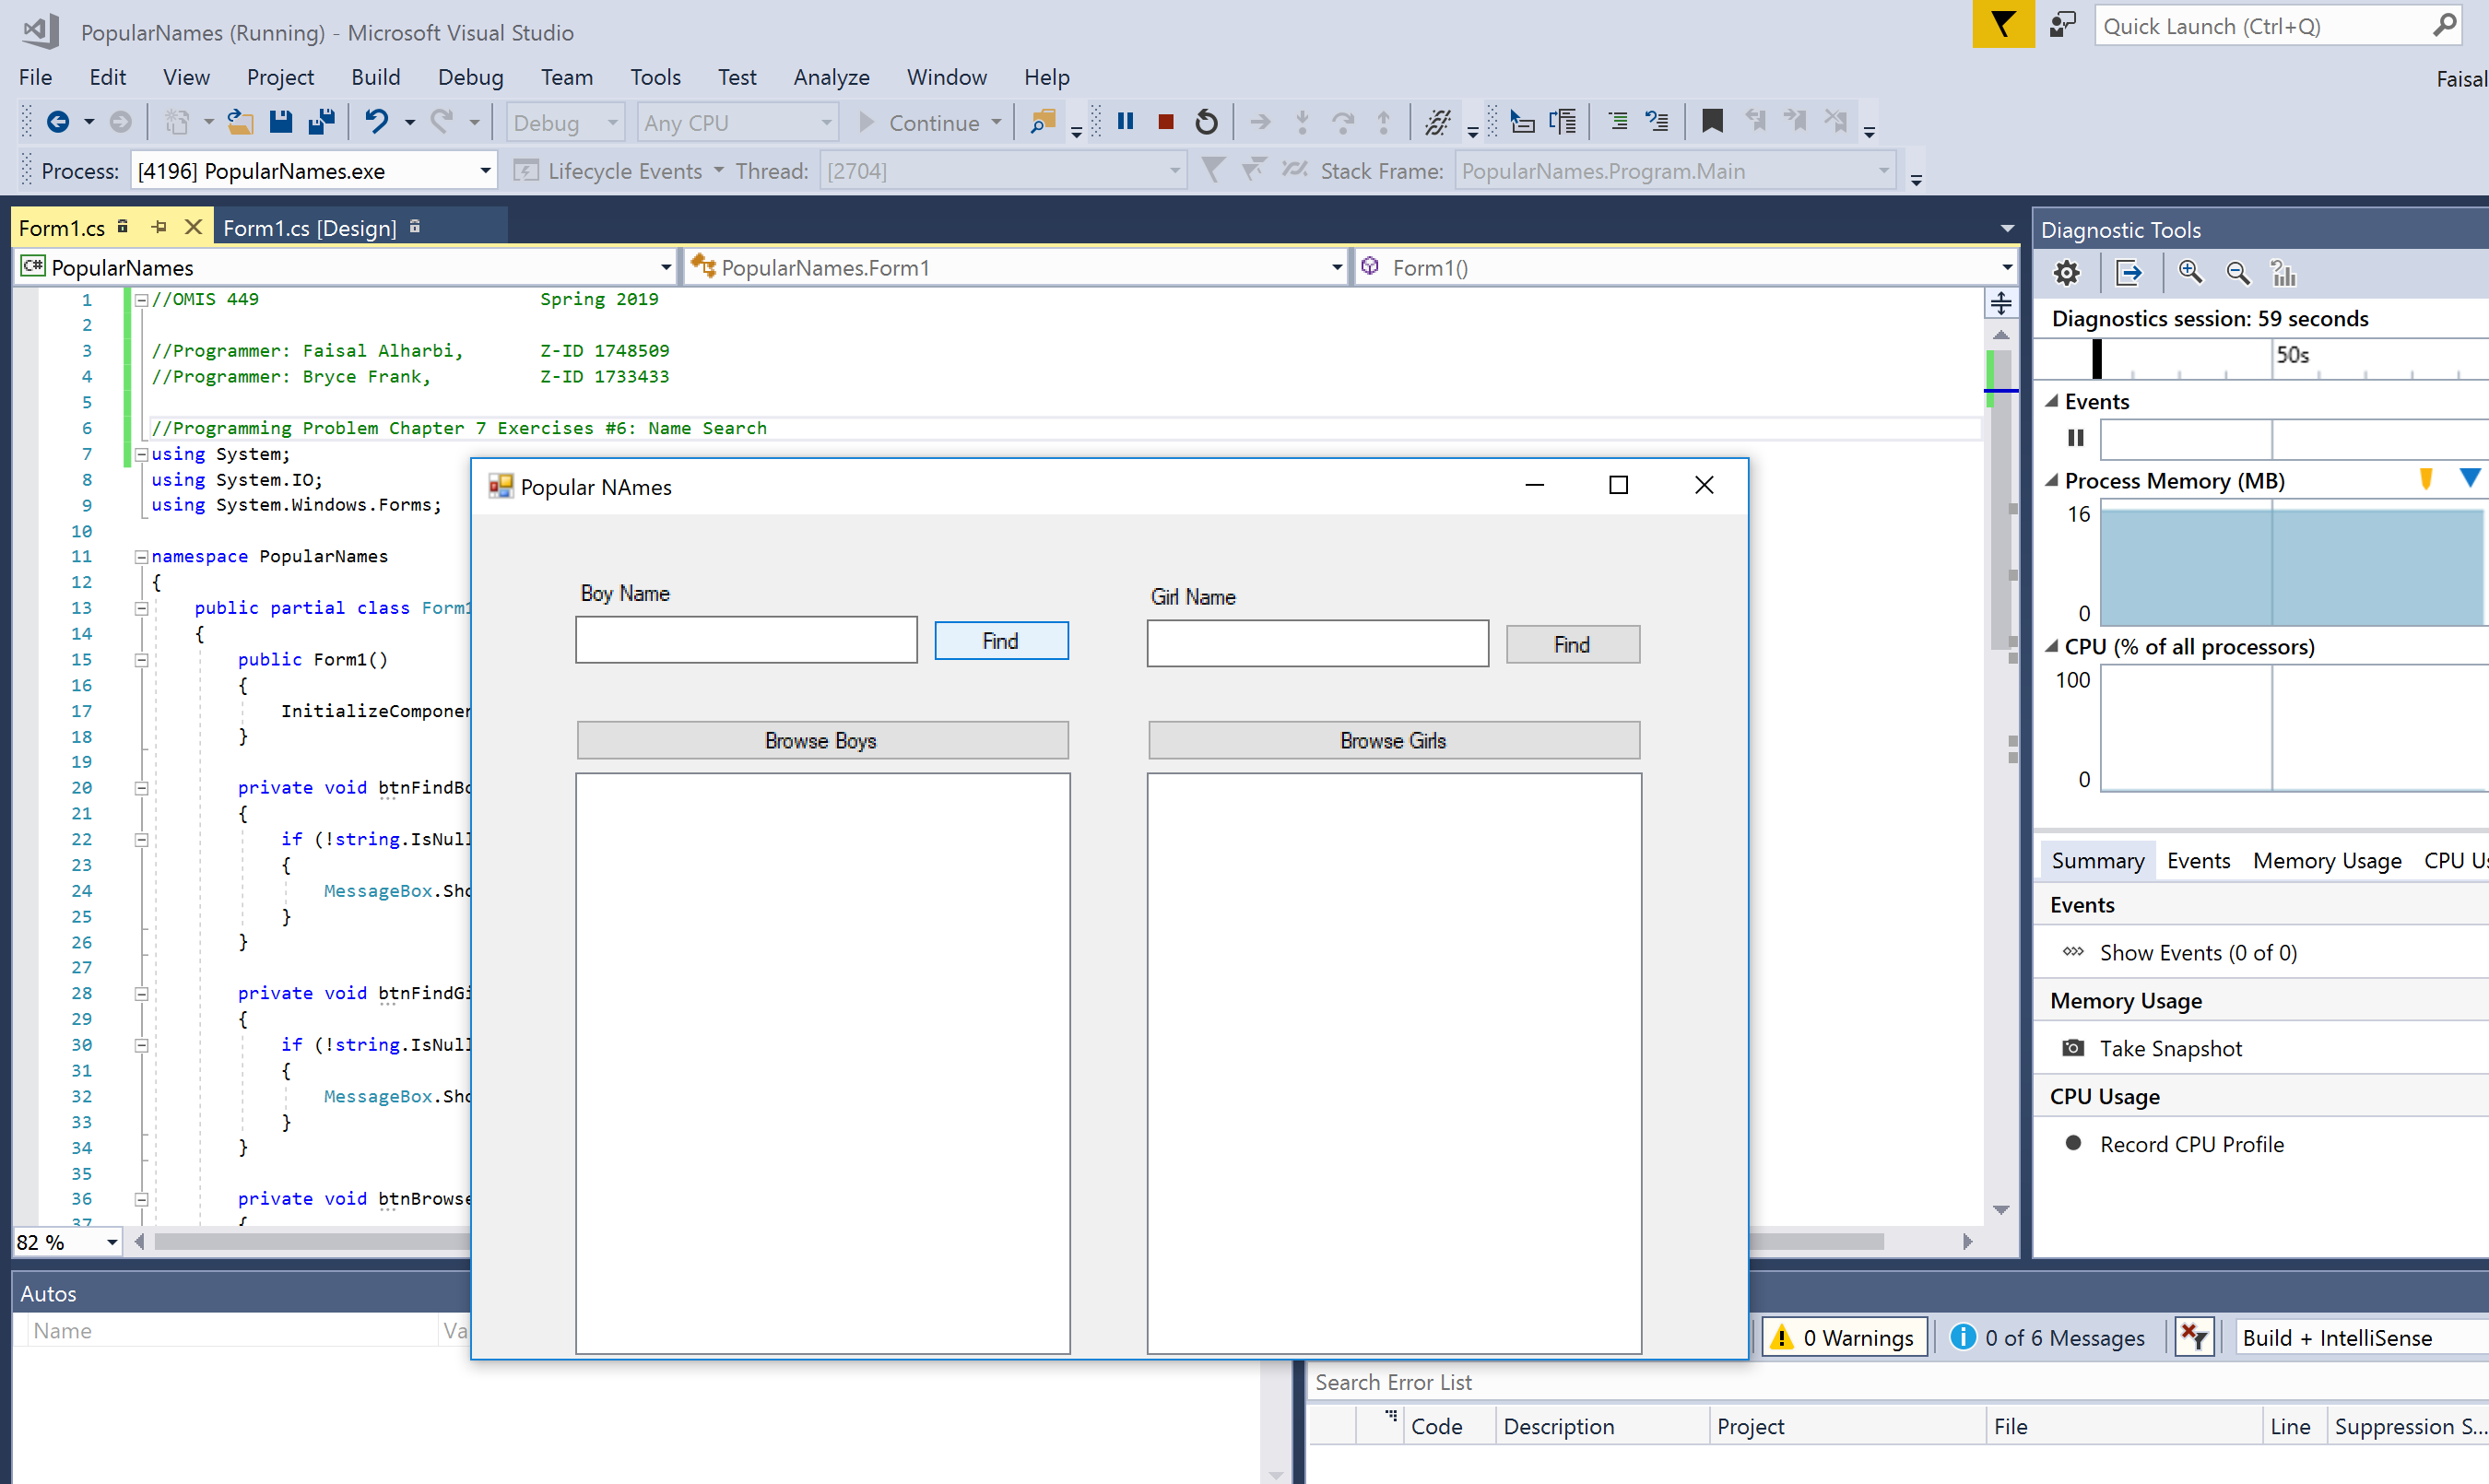 PopularNames (Running) - Microsoft Visual Studio
Quick Launch (Ctrl+Q)
File Edit View Project Build Debug Team Tools Test Analyze Window Help
Faisal
Debug Any CPU Continue
Process: [4196] PopularNames.exe Lifecycle Events Thread: [2704] Stack Frame: PopularNames.Program.Main
Form1.cs Form1.cs [Design]
C# PopularNames PopularNames.Form1 Form1()
1 //OMIS 449 Spring 2019
2
3 //Programmer: Faisal Alharbi, Z-ID 1748509
4 //Programmer: Bryce Frank, Z-ID 1733433
5
6 //Programming Problem Chapter 7 Exercises #6: Name Search
7 using System;
8 using System.IO;
9 using System.Windows.Forms;
10
11 namespace PopularNames
12 {
13 public partial class Form1
14 {
15 public Form1()
16 {
17 InitializeComponen
18 }
19
20 private void btnFindBo
21 {
22 if (!string.IsNull
23 {
24 MessageBox.Sho
25 }
26 }
27
28 private void btnFindGi
29 {
30 if (!string.IsNull
31 {
32 MessageBox.Sho
33 }
34 }
35
36 private void btnBrowse
37 {
82 %
Popular NAmes
Boy Name
Find
Girl Name
Find
Browse Boys
Browse Girls
Diagnostic Tools
Diagnostics session: 59 seconds
50s
Events
Process Memory (MB)
16
0
CPU (% of all processors)
100
0
Summary Events Memory Usage CPU Us
Events
Show Events (0 of 0)
Memory Usage
Take Snapshot
CPU Usage
Record CPU Profile
Autos
Name Va
0 Warnings 0 of 6 Messages Build + IntelliSense
Search Error List
Code Description Project File Line Suppression S...